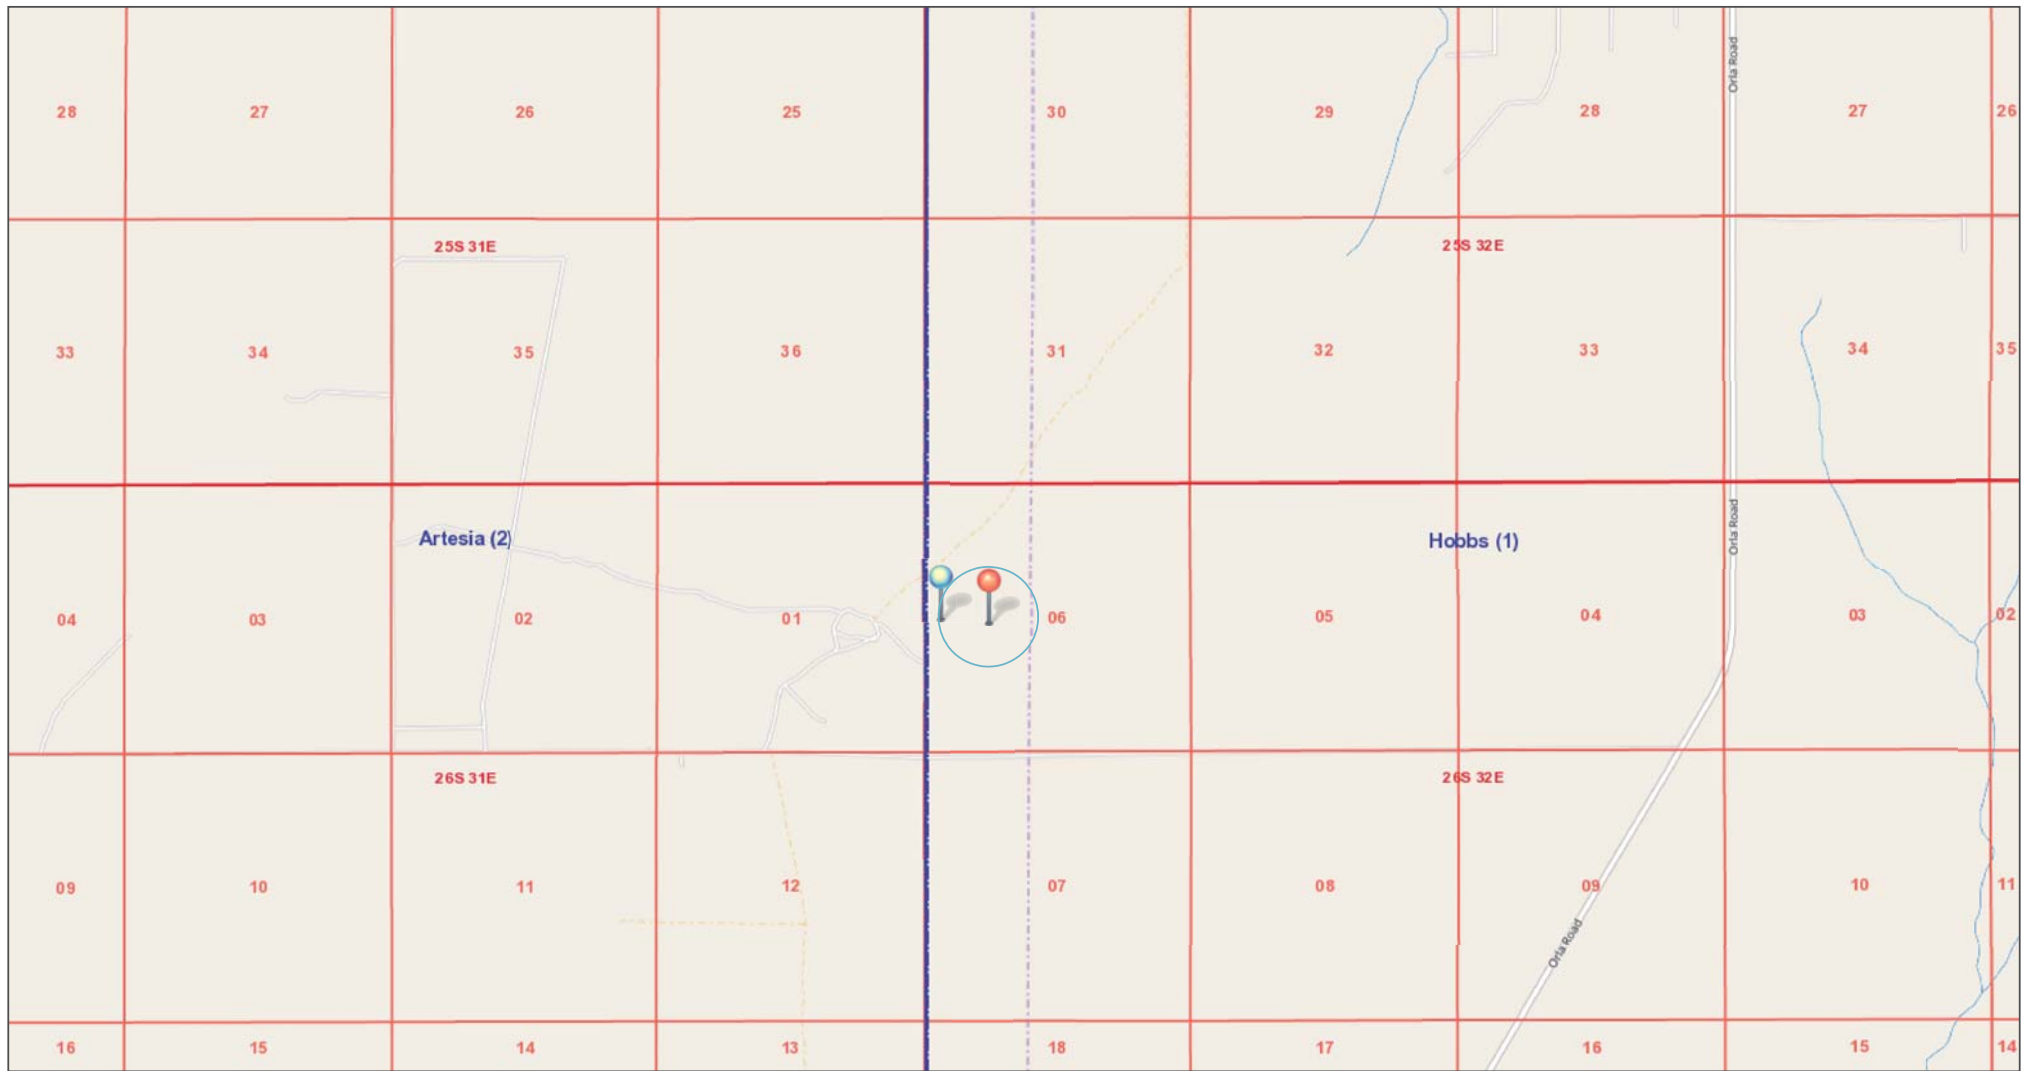 Orla Road
28 27 26 25 30 29 28 27 26
25S 31E 25S 32E
33 34 35 36 31 32 33 34 35
Artesia (2) Hobbs (1) Orla Road
04 03 02 01 06 05 04 03 02
26S 31E 26S 32E
09 10 11 12 07 08 09 10 11
Orla Road
16 15 14 13 18 17 16 15 14